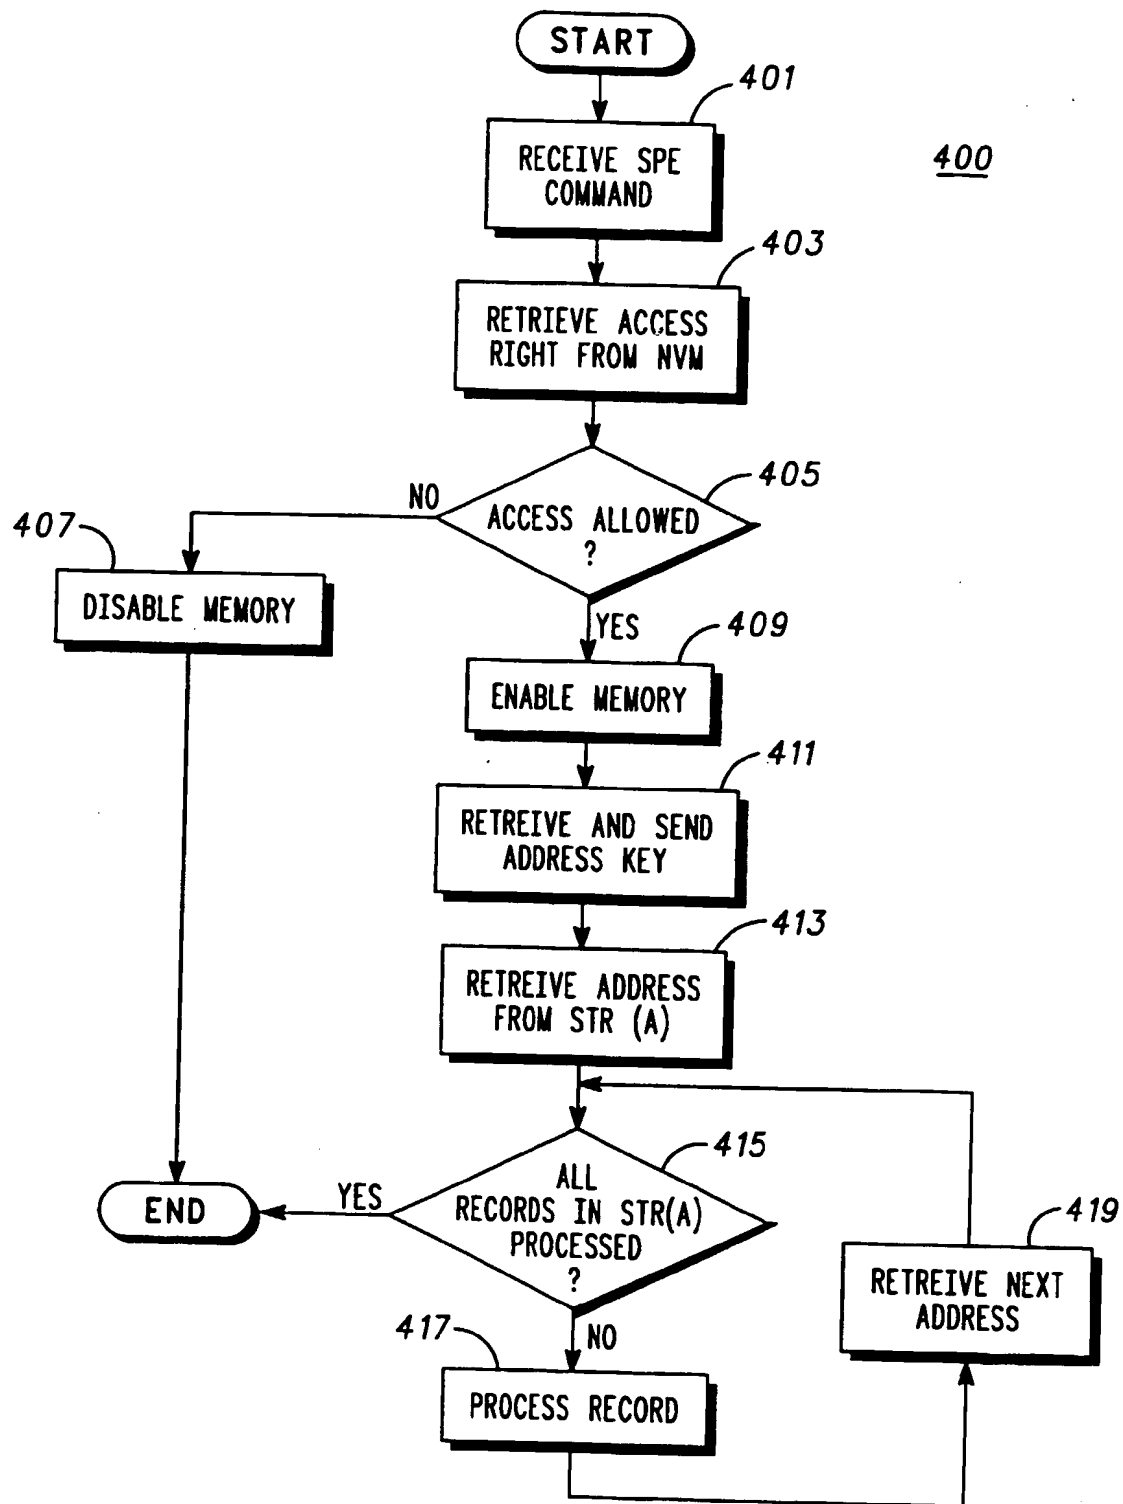 START
401
RECEIVE SPE
COMMAND
400
403
RETRIEVE ACCESS
RIGHT FROM NVM
405
NO
ACCESS ALLOWED
?
407
DISABLE MEMORY
YES
409
ENABLE MEMORY
411
RETREIVE AND SEND
ADDRESS KEY
413
RETREIVE ADDRESS
FROM STR (A)
415
ALL
RECORDS IN STR(A)
PROCESSED
?
YES
END
419
RETREIVE NEXT
ADDRESS
NO
417
PROCESS RECORD